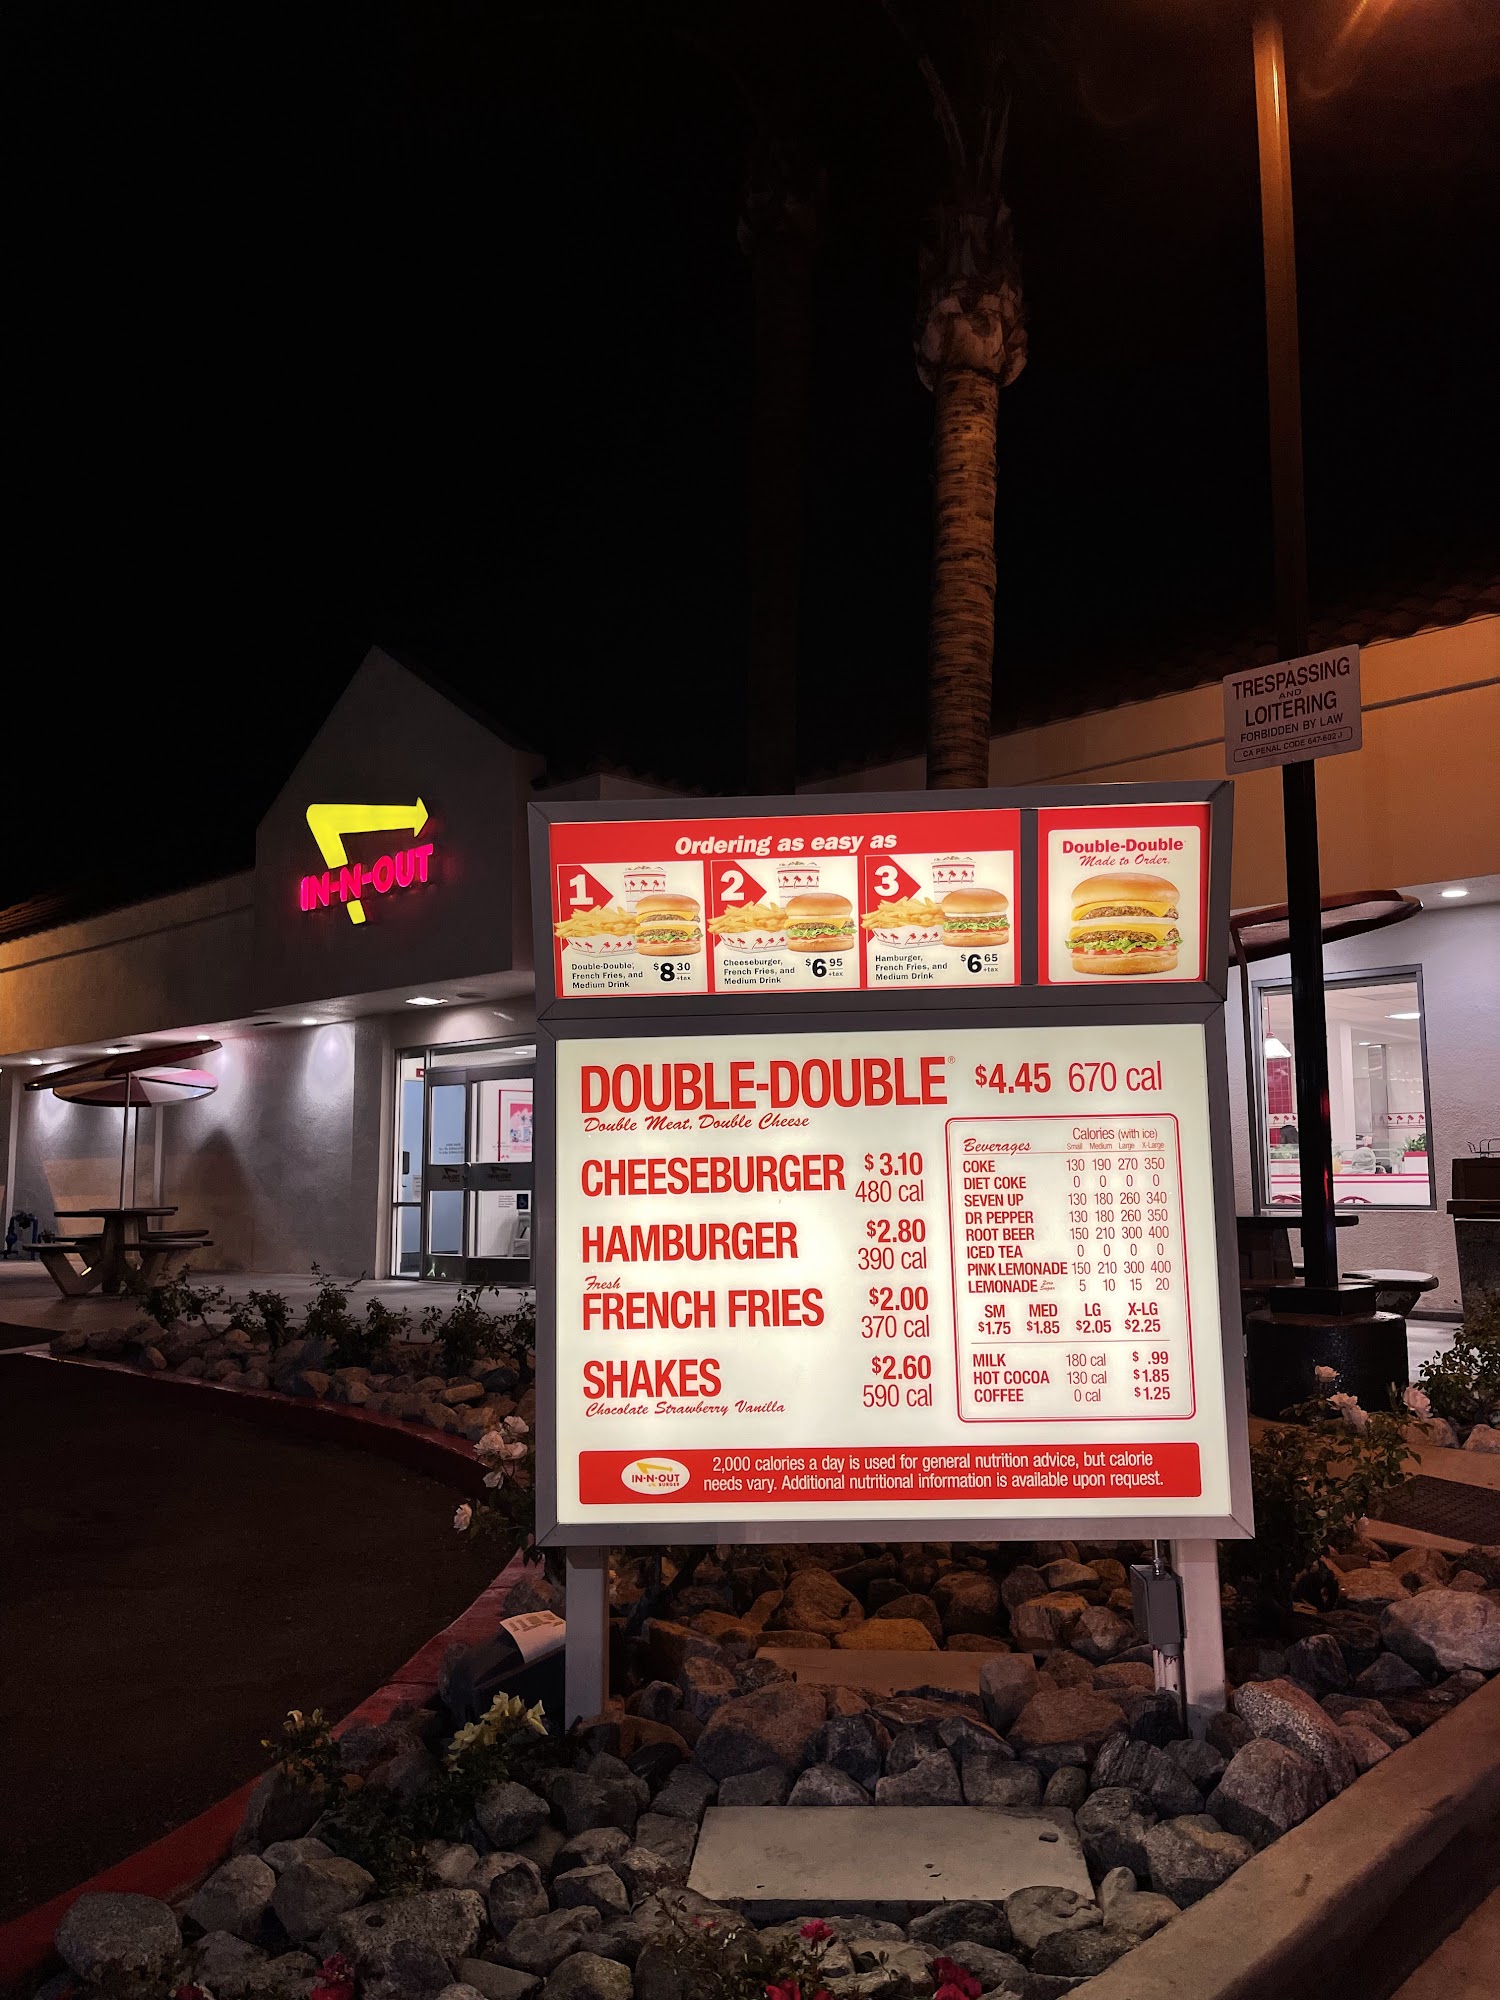 IN-N-OUT
TRESPASSING
AND
LOITERING
FORBIDDEN BY LAW
CA PENAL CODE 647-602 J
Ordering as easy as
1
Double-Double,
French Fries, and
Medium Drink
$8 30
+tax
2
Cheeseburger,
French Fries, and
Medium Drink
$6 95
+tax
3
Hamburger,
French Fries, and
Medium Drink
$6 65
+tax
Double-Double
Made to Order.
DOUBLE-DOUBLE® $4.45 670 cal
Double Meat, Double Cheese
CHEESEBURGER $3.10
480 cal
HAMBURGER $2.80
390 cal
Fresh
FRENCH FRIES $2.00
370 cal
SHAKES $2.60
590 cal
Chocolate Strawberry Vanilla
Beverages
Calories (with ice)
Small Medium Large X-Large
COKE 130 190 270 350
DIET COKE 0 0 0 0
SEVEN UP 130 180 260 340
DR PEPPER 130 180 260 350
ROOT BEER 150 210 300 400
ICED TEA 0 0 0 0
PINK LEMONADE 150 210 300 400
LEMONADE 5 10 15 20
SM MED LG X-LG
$1.75 $1.85 $2.05 $2.25
MILK 180 cal $ .99
HOT COCOA 130 cal $1.85
COFFEE 0 cal $1.25
IN-N-OUT
BURGER
2,000 calories a day is used for general nutrition advice, but calorie
needs vary. Additional nutritional information is available upon request.